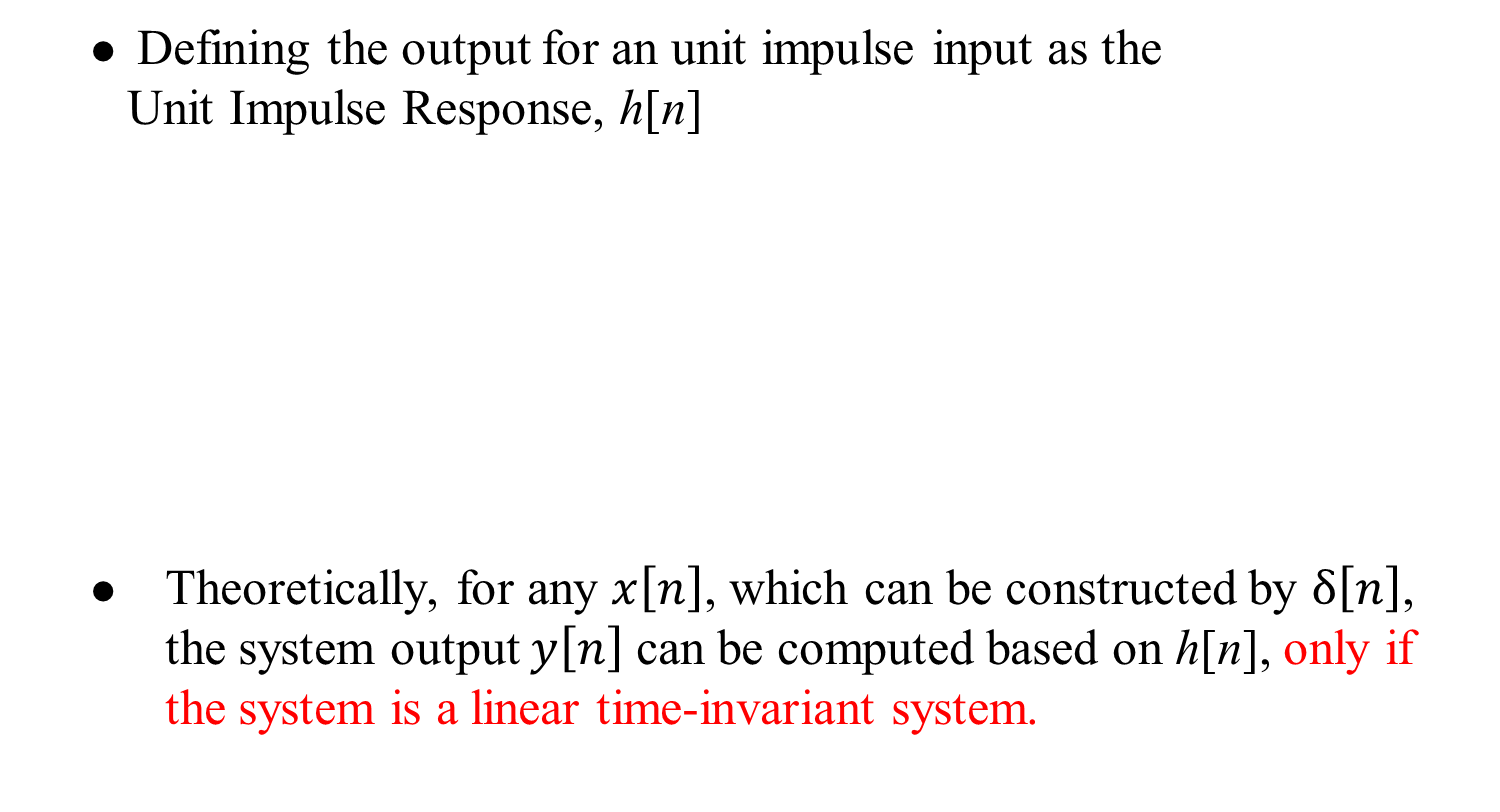 ● Defining the output for an unit impulse input as the
Unit Impulse Response, h[n]
● Theoretically, for any x[n], which can be constructed by δ[n],
the system output y[n] can be computed based on h[n], only if
the system is a linear time-invariant system.